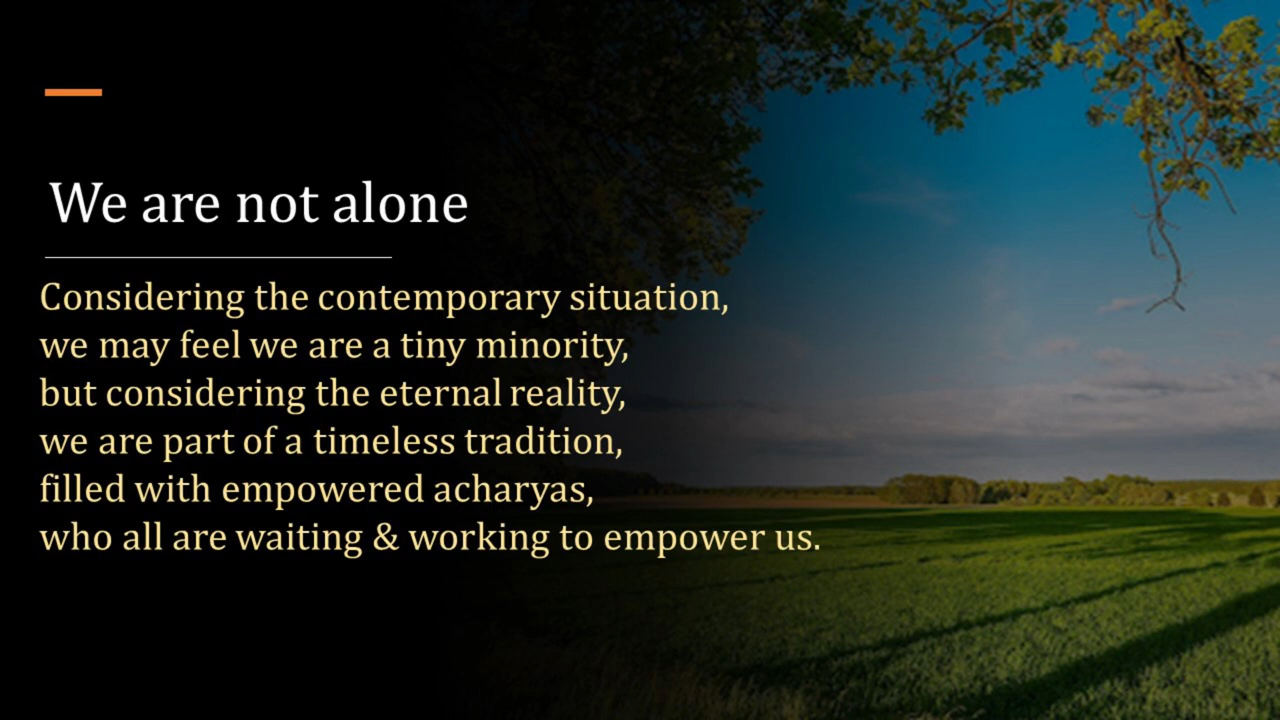 We are not alone
Considering the contemporary situation,
we may feel we are a tiny minority,
but considering the eternal reality,
we are part of a timeless tradition,
filled with empowered acharyas,
who all are waiting & working to empower us.